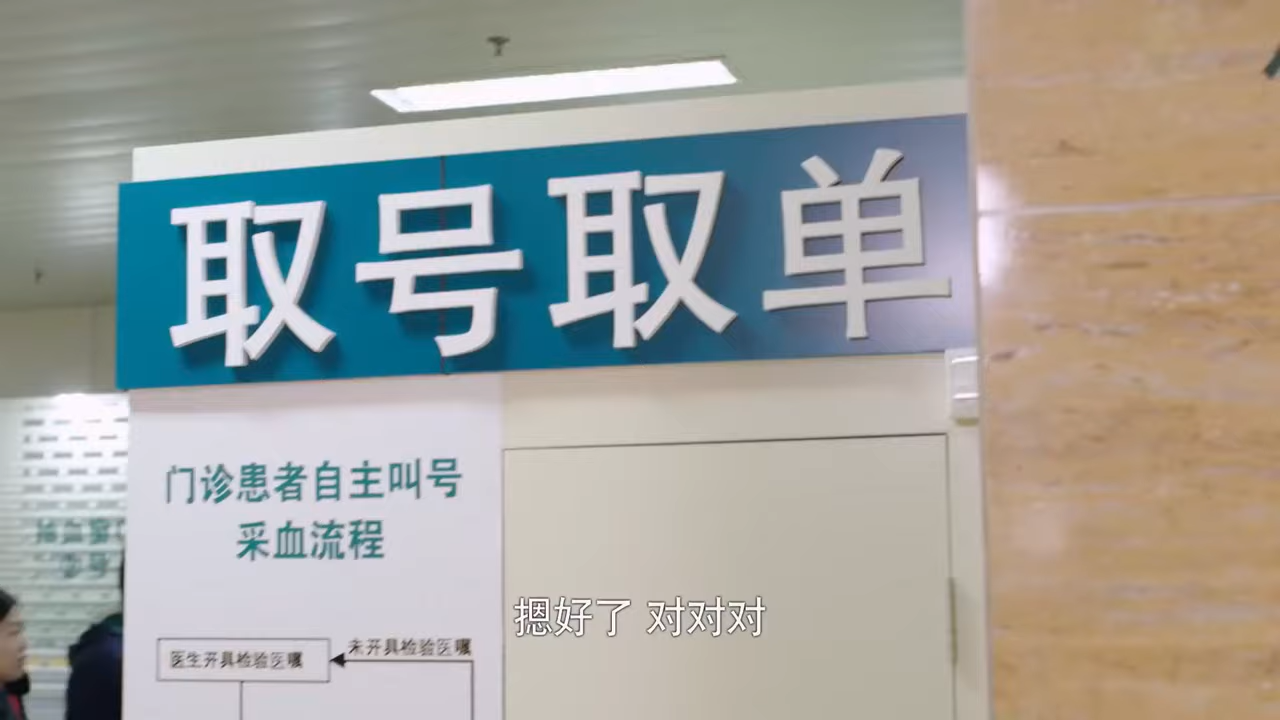 取号取单
门诊患者自主叫号
采血流程
未开具检验医嘱
医生开具检验医嘱
摁好了 对对对